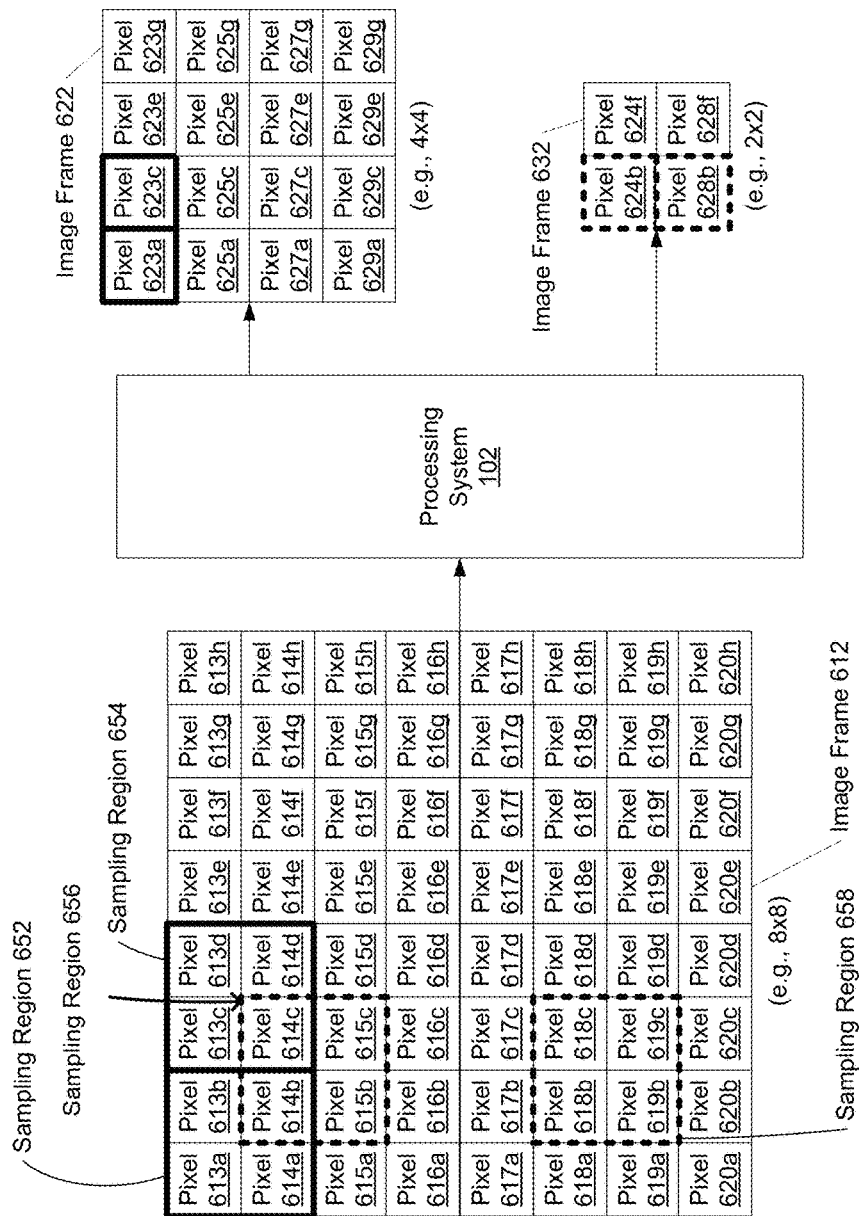 Sampling Region 652
Sampling Region 656
Sampling Region 654
Pixel 613a Pixel 613b Pixel 613c Pixel 613d Pixel 613e Pixel 613f Pixel 613g Pixel 613h
Pixel 614a Pixel 614b Pixel 614c Pixel 614d Pixel 614e Pixel 614f Pixel 614g Pixel 614h
Pixel 615a Pixel 615b Pixel 615c Pixel 615d Pixel 615e Pixel 615f Pixel 615g Pixel 615h
Pixel 616a Pixel 616b Pixel 616c Pixel 616d Pixel 616e Pixel 616f Pixel 616g Pixel 616h
Pixel 617a Pixel 617b Pixel 617c Pixel 617d Pixel 617e Pixel 617f Pixel 617g Pixel 617h
Pixel 618a Pixel 618b Pixel 618c Pixel 618d Pixel 618e Pixel 618f Pixel 618g Pixel 618h
Pixel 619a Pixel 619b Pixel 619c Pixel 619d Pixel 619e Pixel 619f Pixel 619g Pixel 619h
Pixel 620a Pixel 620b Pixel 620c Pixel 620d Pixel 620e Pixel 620f Pixel 620g Pixel 620h
(e.g., 8x8)
Sampling Region 658
Image Frame 612
Processing
System
102
Image Frame 622
Pixel 623a Pixel 623c Pixel 623e Pixel 623g
Pixel 625a Pixel 625c Pixel 625e Pixel 625g
Pixel 627a Pixel 627c Pixel 627e Pixel 627g
Pixel 629a Pixel 629c Pixel 629e Pixel 629g
(e.g., 4x4)
Image Frame 632
Pixel 624b Pixel 624f
Pixel 628b Pixel 628f
(e.g., 2x2)